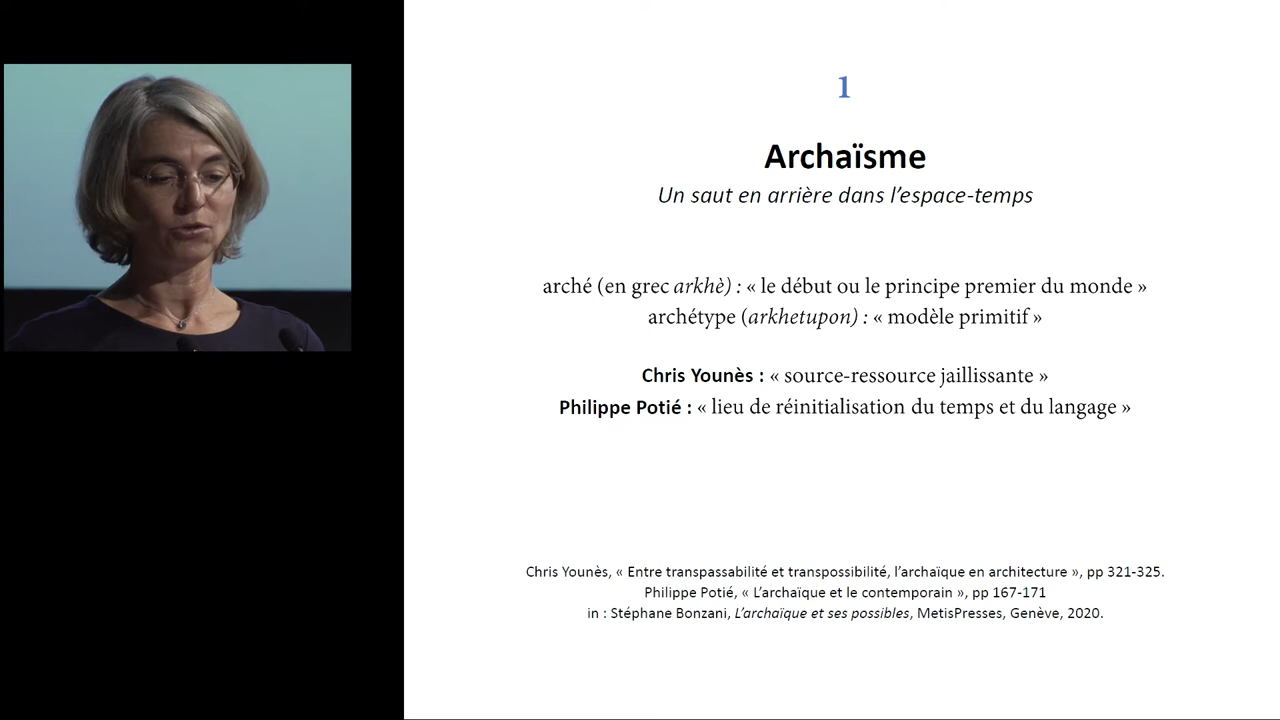 1
Archaïsme
Un saut en arrière dans l’espace-temps
arché (en grec arkhè) : « le début ou le principe premier du monde »
archétype (arkhetupon) : « modèle primitif »
Chris Younès : « source-ressource jaillissante »
Philippe Potié : « lieu de réinitialisation du temps et du langage »
Chris Younès, « Entre transpassabilité et transpossibilité, l’archaïque en architecture », pp 321-325.
Philippe Potié, « L’archaïque et le contemporain », pp 167-171
in : Stéphane Bonzani, L’archaïque et ses possibles, MetisPresses, Genève, 2020.